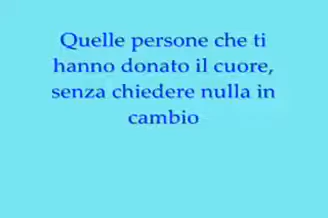 Quelle persone che ti
hanno donato il cuore,
senza chiedere nulla in
cambio